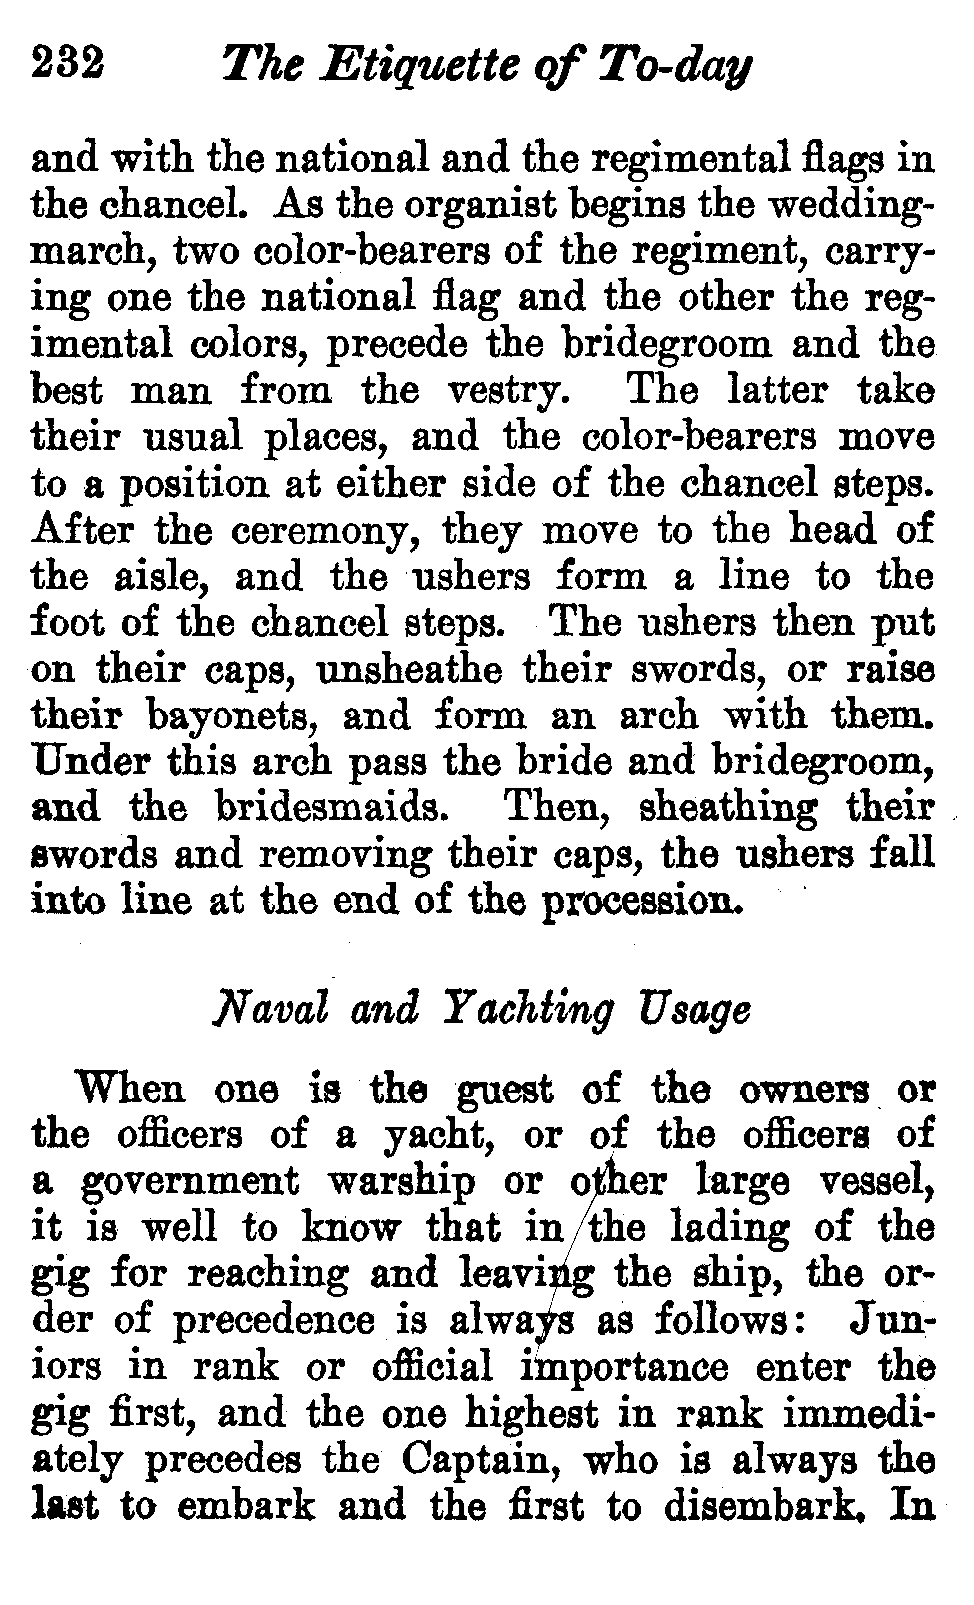 232 The Etiquette of To-day
and with the national and the regimental flags in
the chancel. As the organist begins the wedding-
march, two color-bearers of the regiment, carry-
ing one the national flag and the other the reg-
imental colors, precede the bridegroom and the
best man from the vestry. The latter take
their usual places, and the color-bearers move
to a position at either side of the chancel steps.
After the ceremony, they move to the head of
the aisle, and the ushers form a line to the
foot of the chancel steps. The ushers then put
on their caps, unsheathe their swords, or raise
their bayonets, and form an arch with them.
Under this arch pass the bride and bridegroom,
and the bridesmaids. Then, sheathing their
swords and removing their caps, the ushers fall
into line at the end of the procession.
Naval and Yachting Usage
When one is the guest of the owners or
the officers of a yacht, or of the officers of
a government warship or other large vessel,
it is well to know that in the lading of the
gig for reaching and leaving the ship, the or-
der of precedence is always as follows: Jun-
iors in rank or official importance enter the
gig first, and the one highest in rank immedi-
ately precedes the Captain, who is always the
last to embark and the first to disembark. In